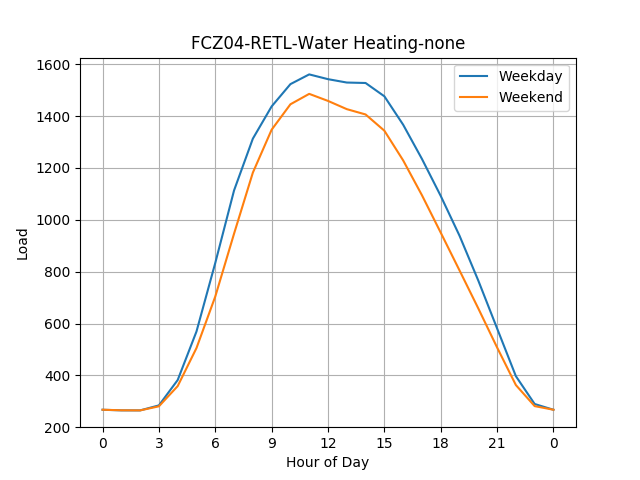 FCZ04-RETL-Water Heating-none
1600
1400
1200
1000
800
600
400
200
Load
Weekday
Weekend
0 3 6 9 12 15 18 21 0
Hour of Day